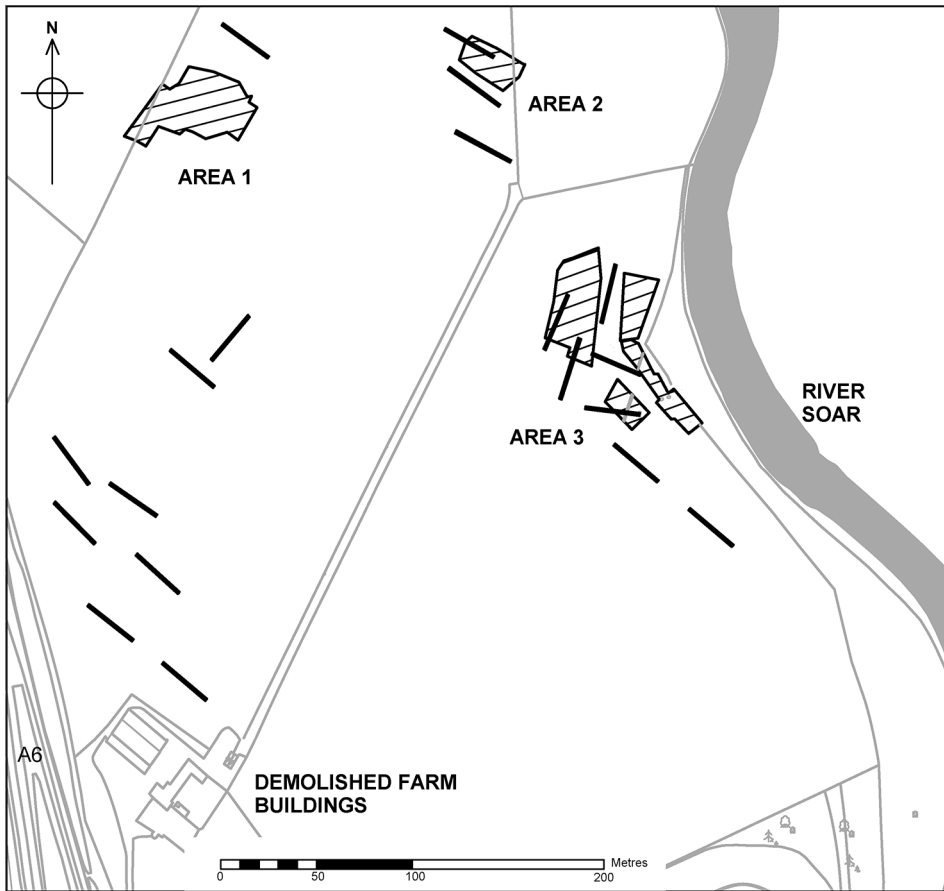 N
AREA 1
AREA 2
AREA 3
RIVER
SOAR
A6
DEMOLISHED FARM
BUILDINGS
Metres
0 50 100 200